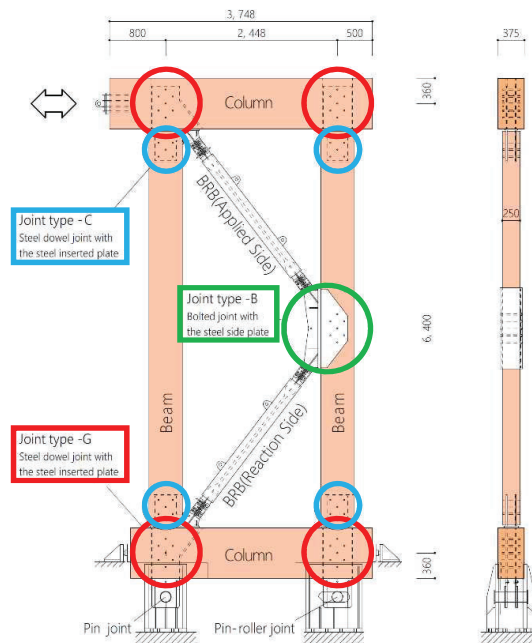 3, 748
800
2, 448
500
375
360
Column
Joint type -C
Steel dowel joint with
the steel inserted plate
BRB(Applied Side)
250
Joint type -B
Bolted joint with
the steel side plate
6, 400
Beam
Beam
BRB(Reaction Side)
Joint type -G
Steel dowel joint with
the steel inserted plate
Column
360
Pin joint
Pin-roller joint